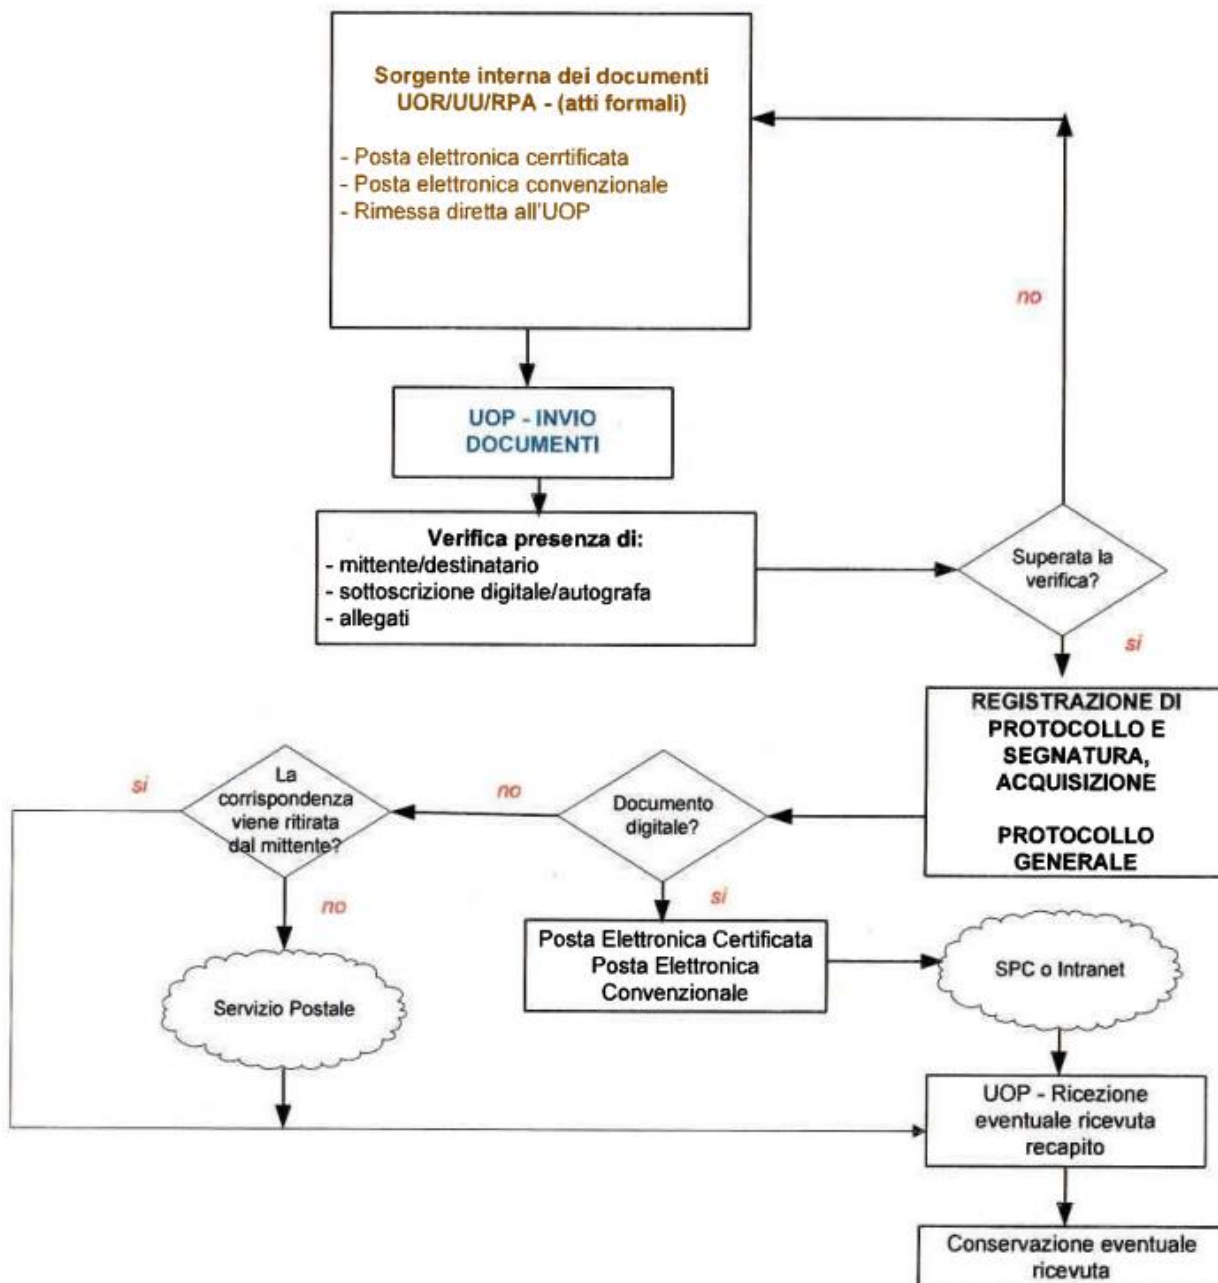 Sorgente interna dei documenti
UOR/UU/RPA - (atti formali)
- Posta elettronica cerrtificata
- Posta elettronica convenzionale
- Rimessa diretta all'UOP
no
UOP - INVIO
DOCUMENTI
Verifica presenza di:
- mittente/destinatario
- sottoscrizione digitale/autografa
- allegati
Superata la
verifica?
si
REGISTRAZIONE DI
PROTOCOLLO E
SEGNATURA,
ACQUISIZIONE
PROTOCOLLO
GENERALE
Documento
digitale?
no
La
corrispondenza
viene ritirata
dal mittente?
si
no
si
Posta Elettronica Certificata
Posta Elettronica
Convenzionale
SPC o Intranet
Servizio Postale
UOP - Ricezione
eventuale ricevuta
recapito
Conservazione eventuale
ricevuta